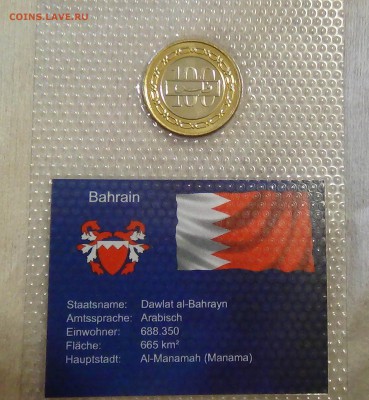 COINS.LAVE.RU
100
Bahrain
Staatsname: Dawlat al-Bahrayn
Amtssprache: Arabisch
Einwohner: 688.350
Fläche: 665 km²
Hauptstadt: Al-Manamah (Manama)